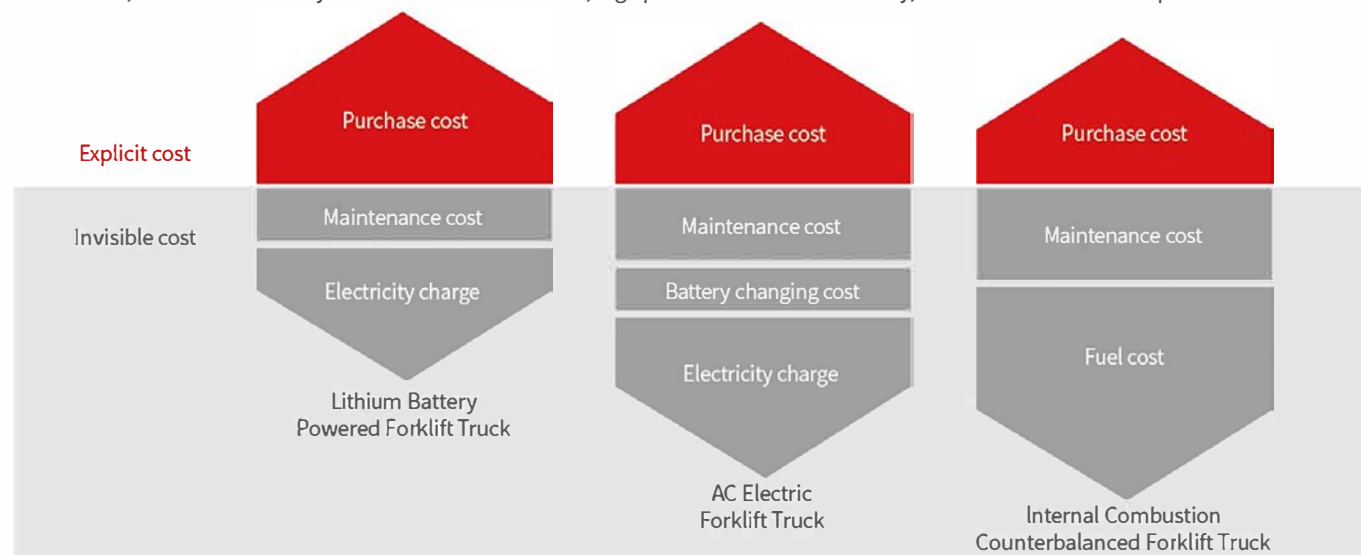 Purchase cost
Purchase cost
Purchase cost
Explicit cost
Maintenance cost
Maintenance cost
Maintenance cost
Invisible cost
Electricity charge
Battery changing cost
Fuel cost
Electricity charge
Lithium Battery
Powered Forklift Truck
AC Electric
Forklift Truck
Internal Combustion
Counterbalanced Forklift Truck